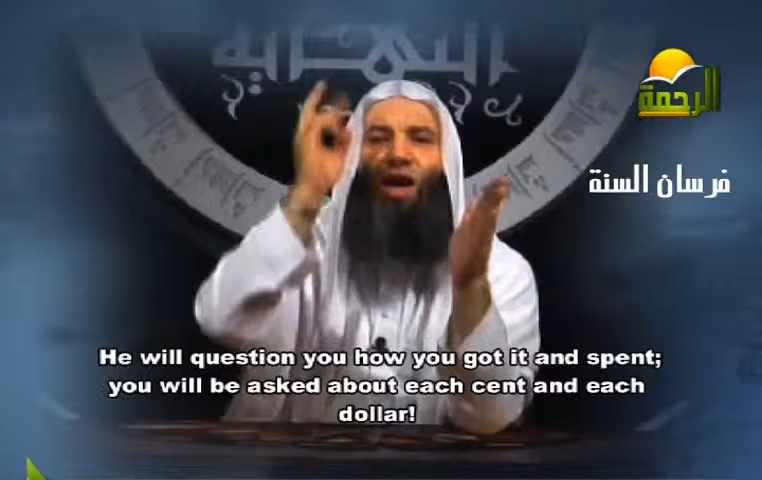 النهاية
الرحمة
فرسان السنة
He will question you how you got it and spent;
you will be asked about each cent and each
dollar!